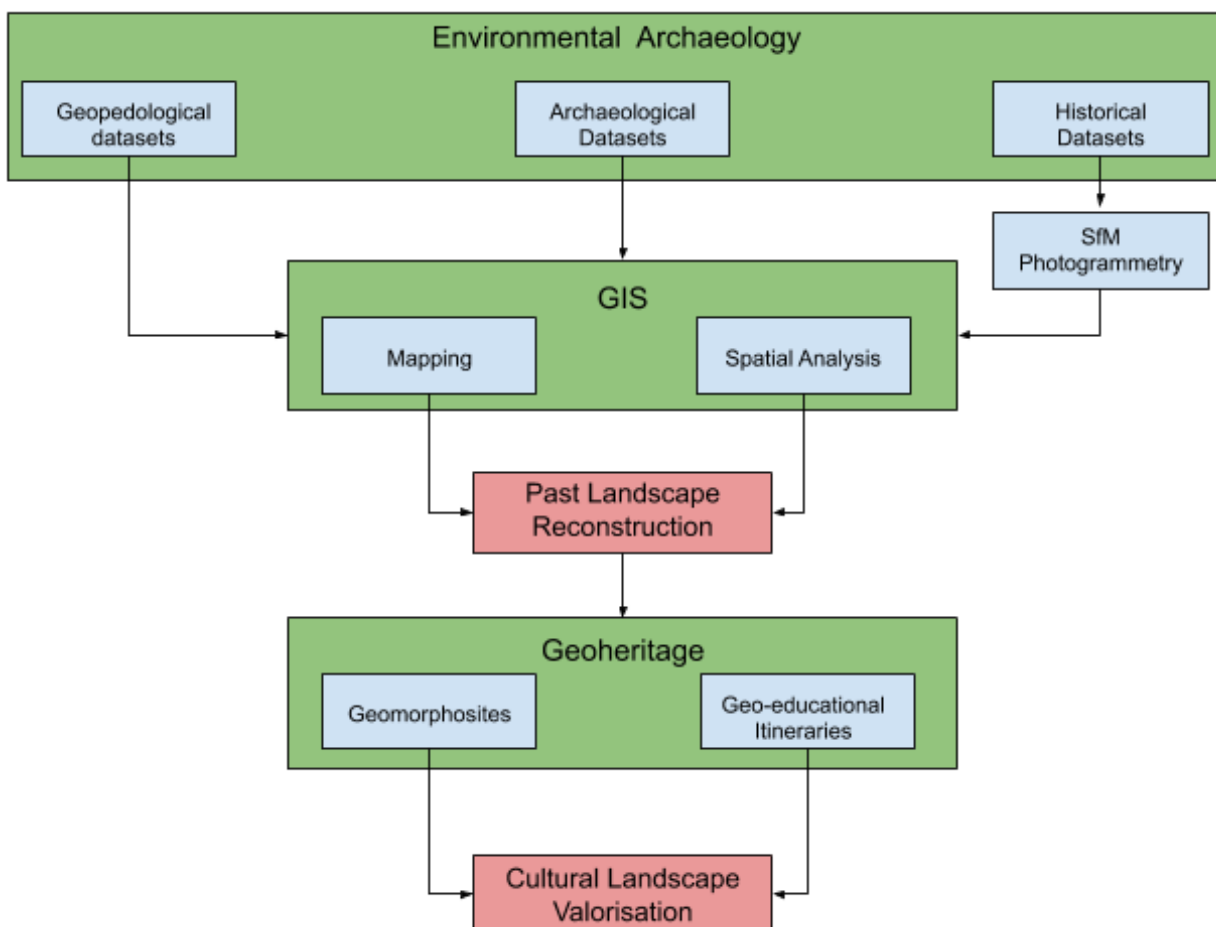 Environmental Archaeology
Geopedological
datasets
Archaeological
Datasets
Historical
Datasets
SfM
Photogrammetry
GIS
Mapping
Spatial Analysis
Past Landscape
Reconstruction
Geoheritage
Geomorphosites
Geo-educational
Itineraries
Cultural Landscape
Valorisation